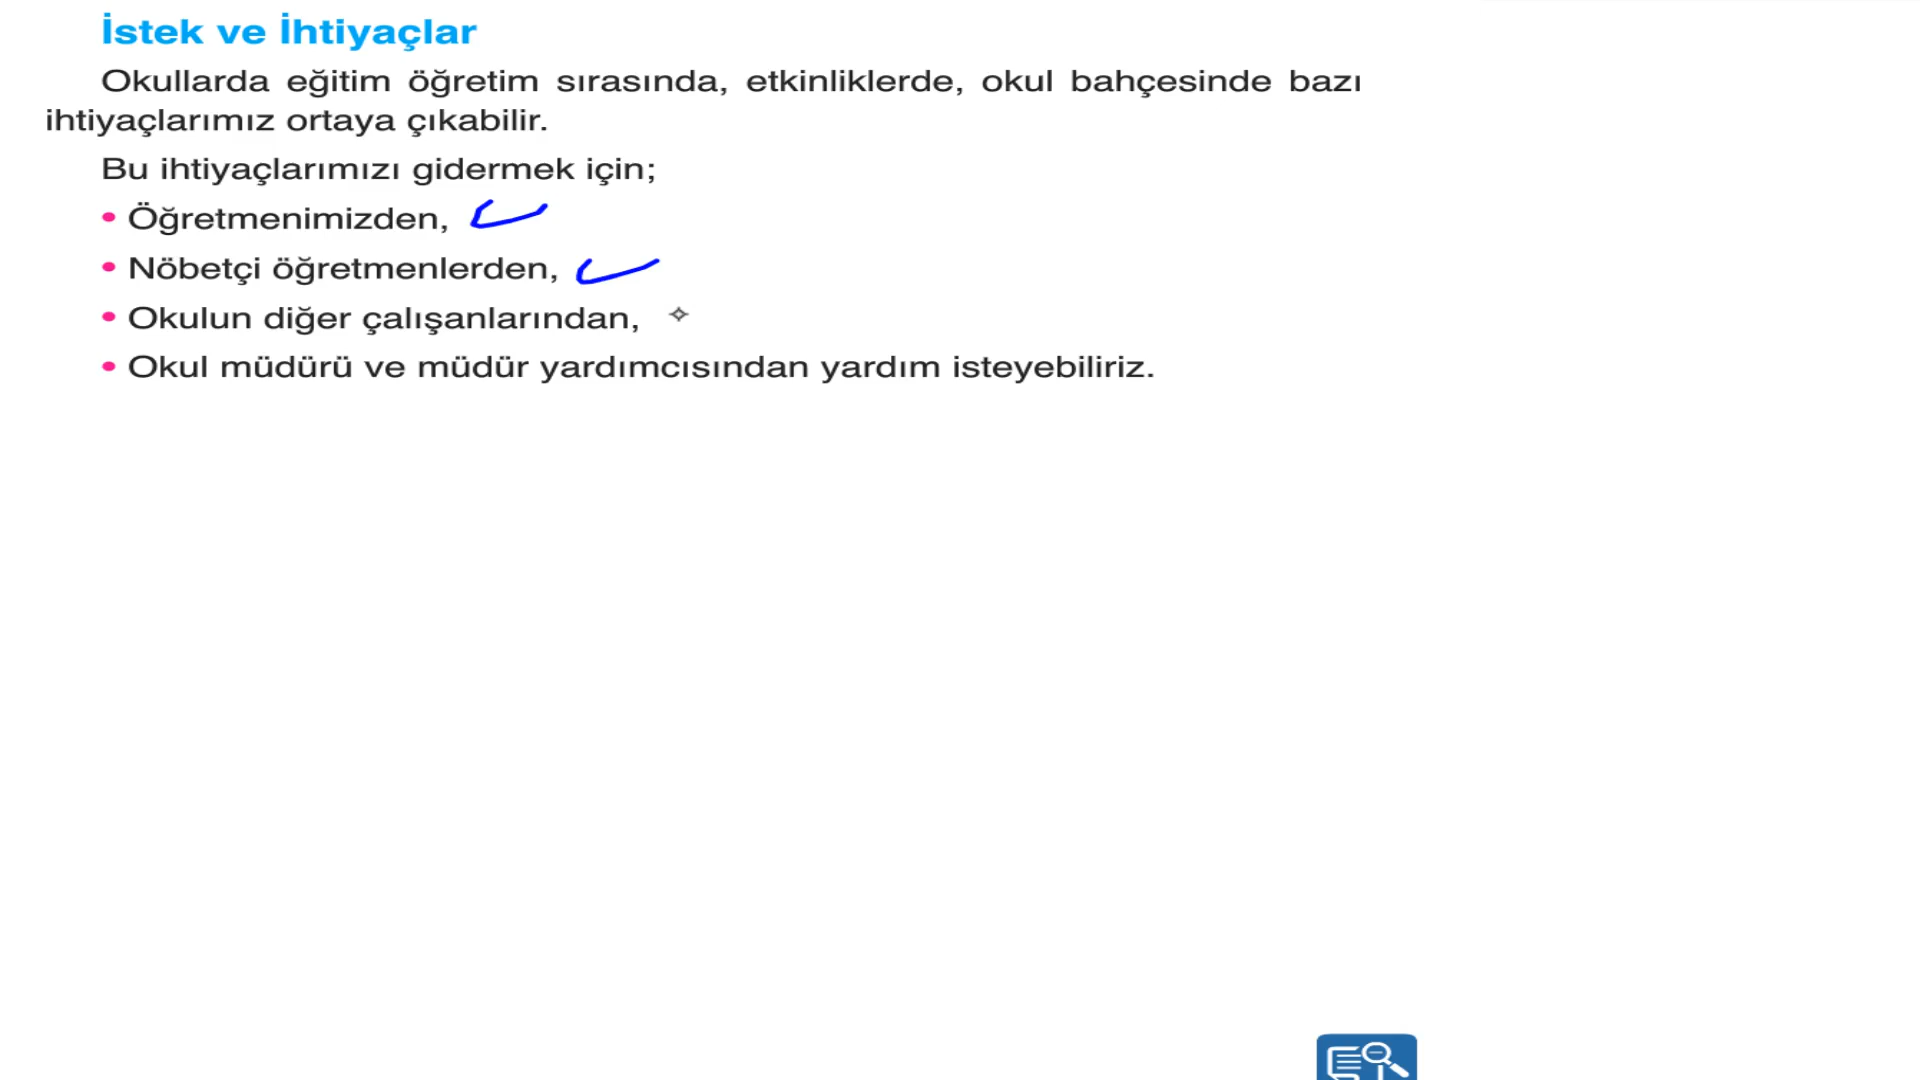 İstek ve İhtiyaçlar
Okullarda eğitim öğretim sırasında, etkinliklerde, okul bahçesinde bazı
ihtiyaçlarımız ortaya çıkabilir.
Bu ihtiyaçlarımızı gidermek için;
• Öğretmenimizden,
• Nöbetçi öğretmenlerden,
• Okulun diğer çalışanlarından,
• Okul müdürü ve müdür yardımcısından yardım isteyebiliriz.